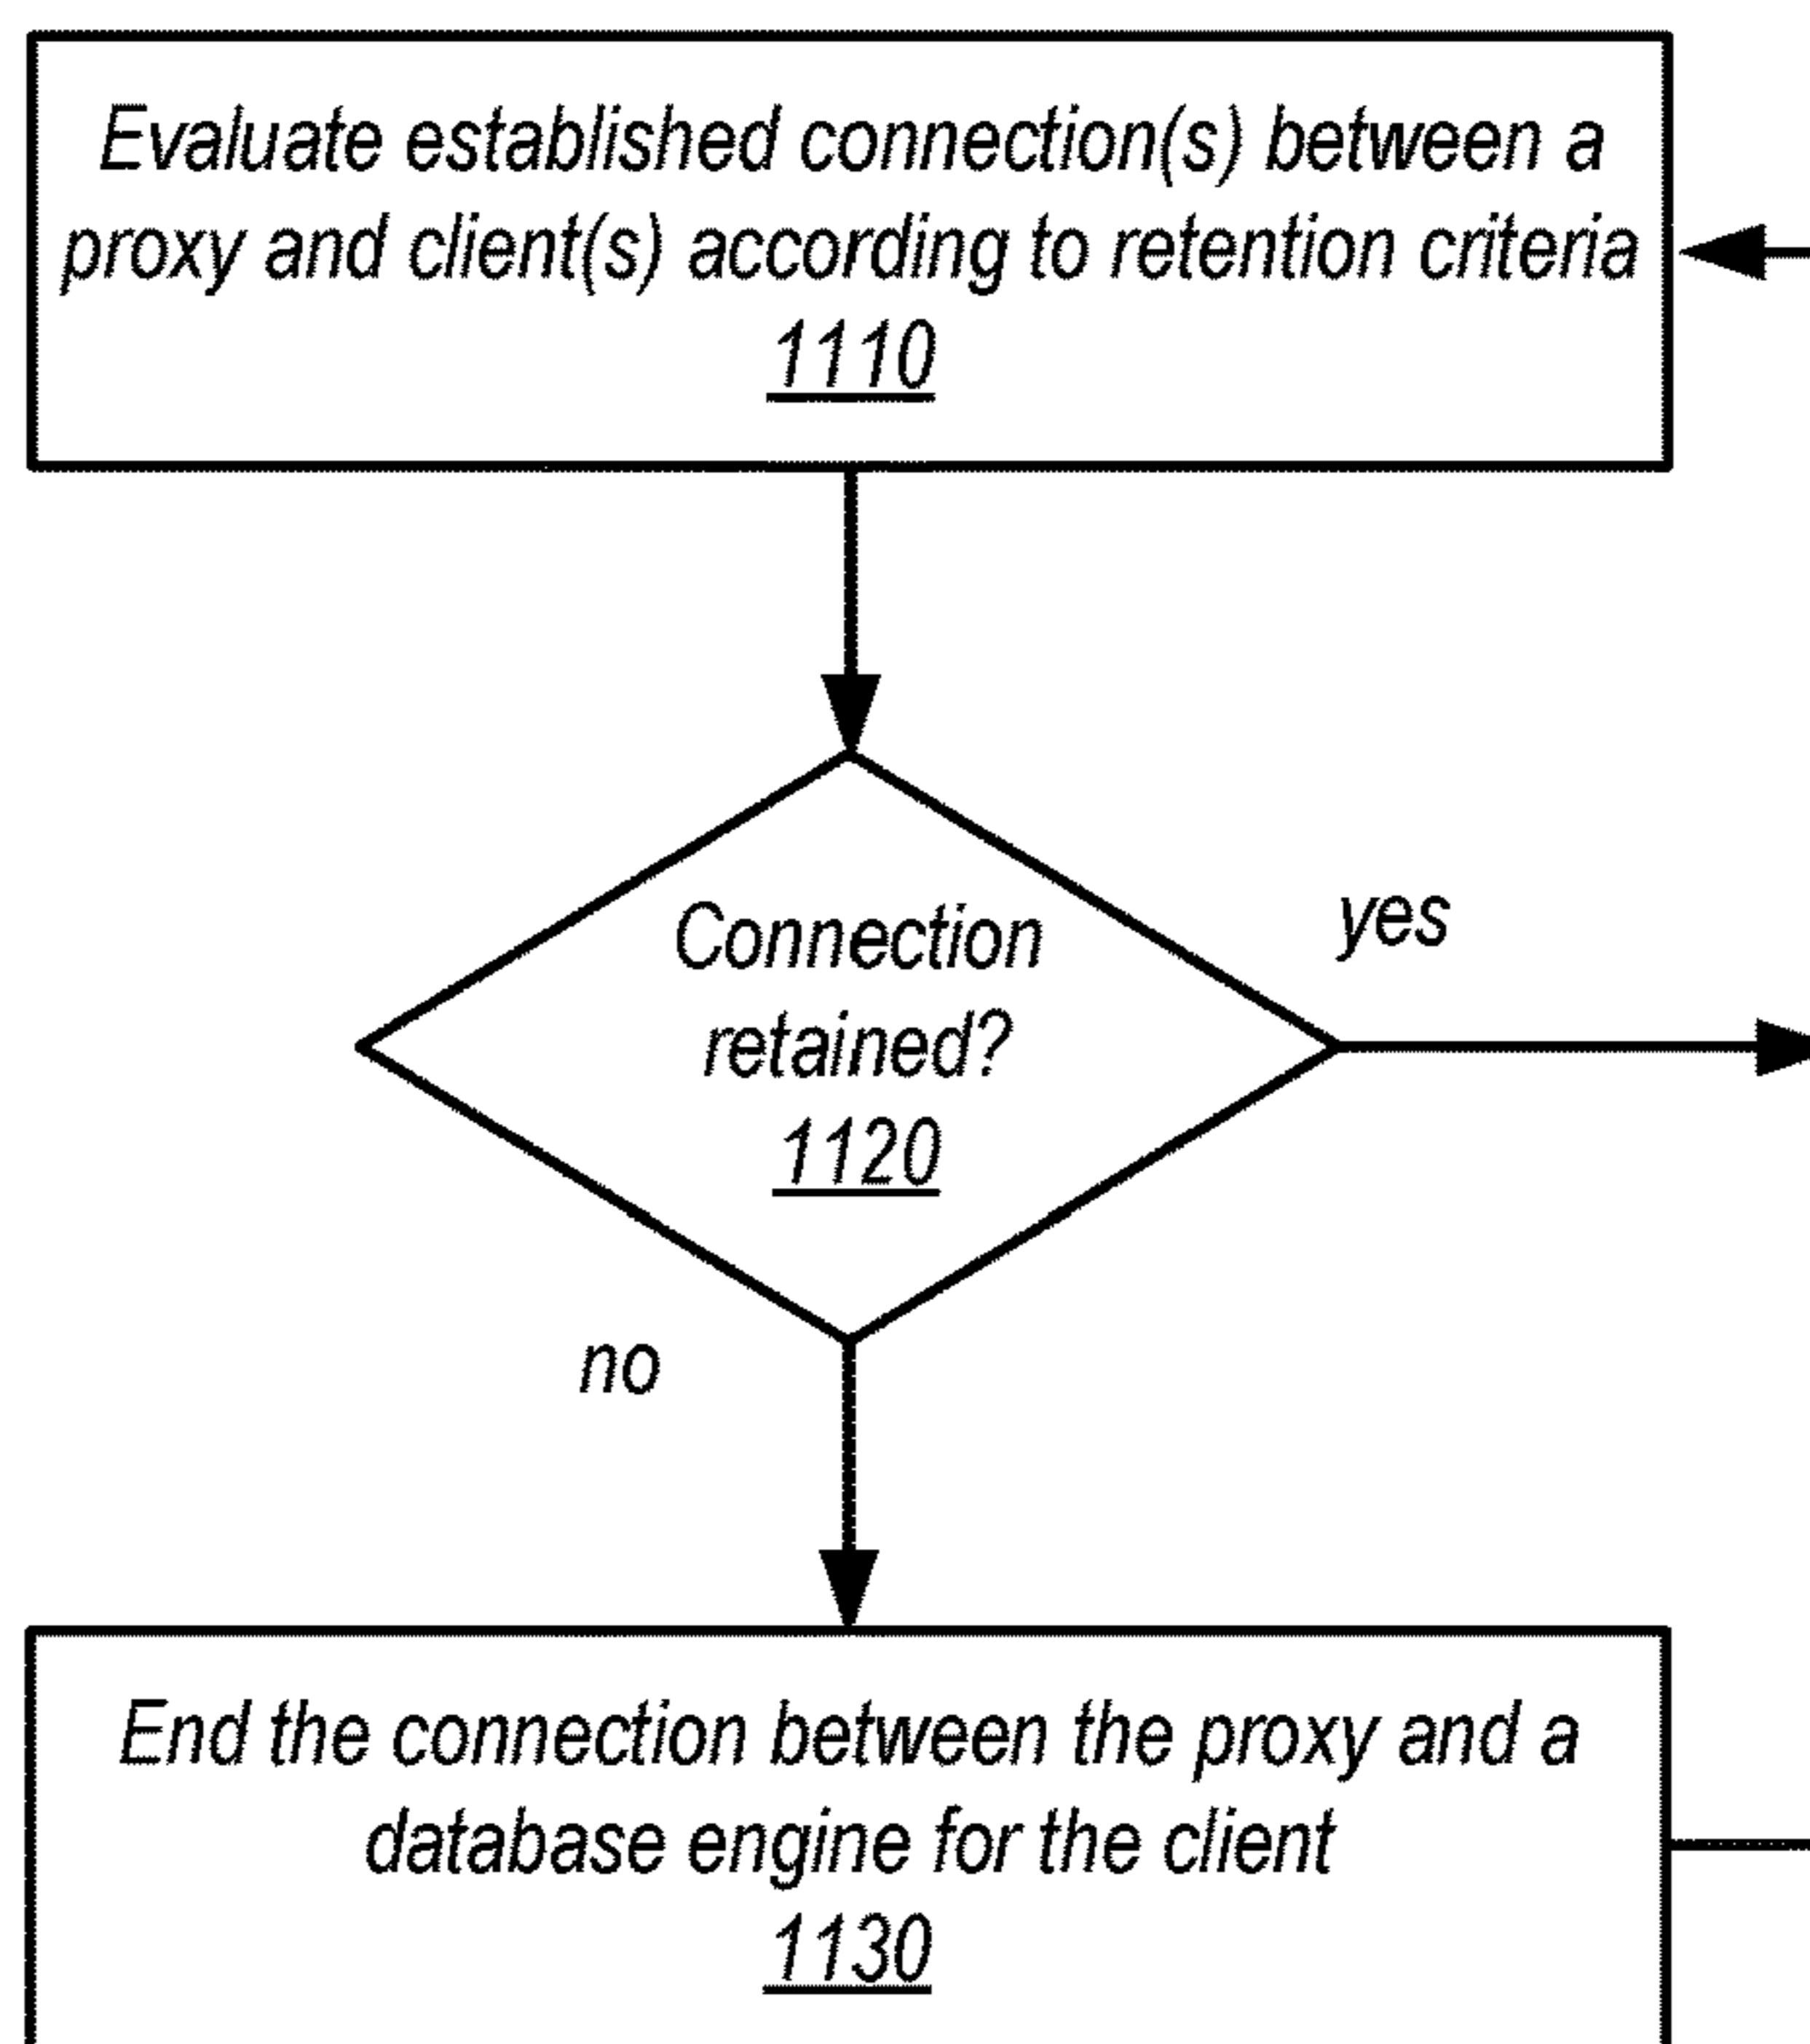 Evaluate established connection(s) between a
proxy and client(s) according to retention criteria
1110
Connection
retained?
1120
yes
no
End the connection between the proxy and a
database engine for the client
1130